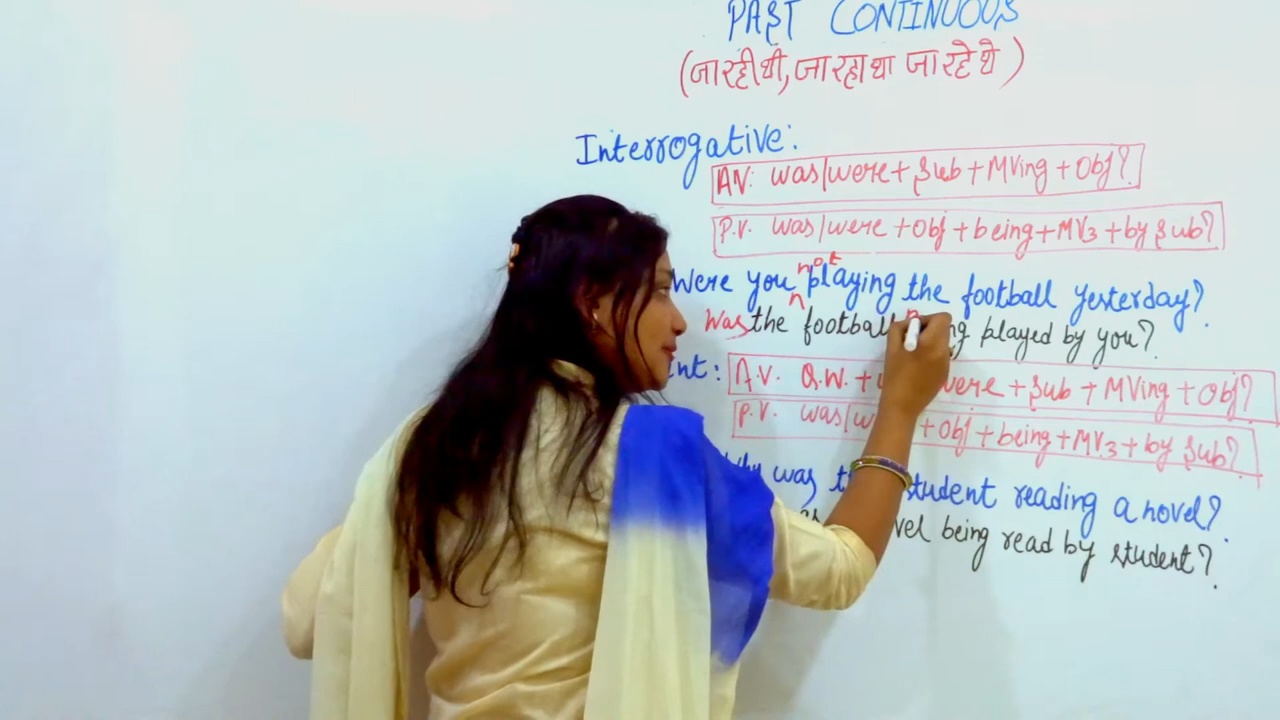 PAST CONTINUOUS
(जा रही थी, जा रहा था जा रहे थे)
Interrogative:
A.V: was/were + Sub + MVing + Obj?
P.V. was/were + Obj + being + MV3 + by Sub?
not
Were you playing the football yesterday?
n
Was the football played by you?
Int: A.V. Q.W. + were + Sub + MVing + Obj?
P.V. was/ + Obj + being + MV3 + by Sub?
was student reading a novel?
being read by student?